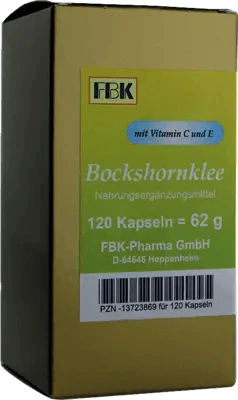 FBK
mit Vitamin C und E
Bockshornklee
Nahrungsergänzungsmittel
120 Kapseln = 62 g
FBK-Pharma GmbH
D-64646 Heppenheim
PZN -13723869 für 120 Kapseln